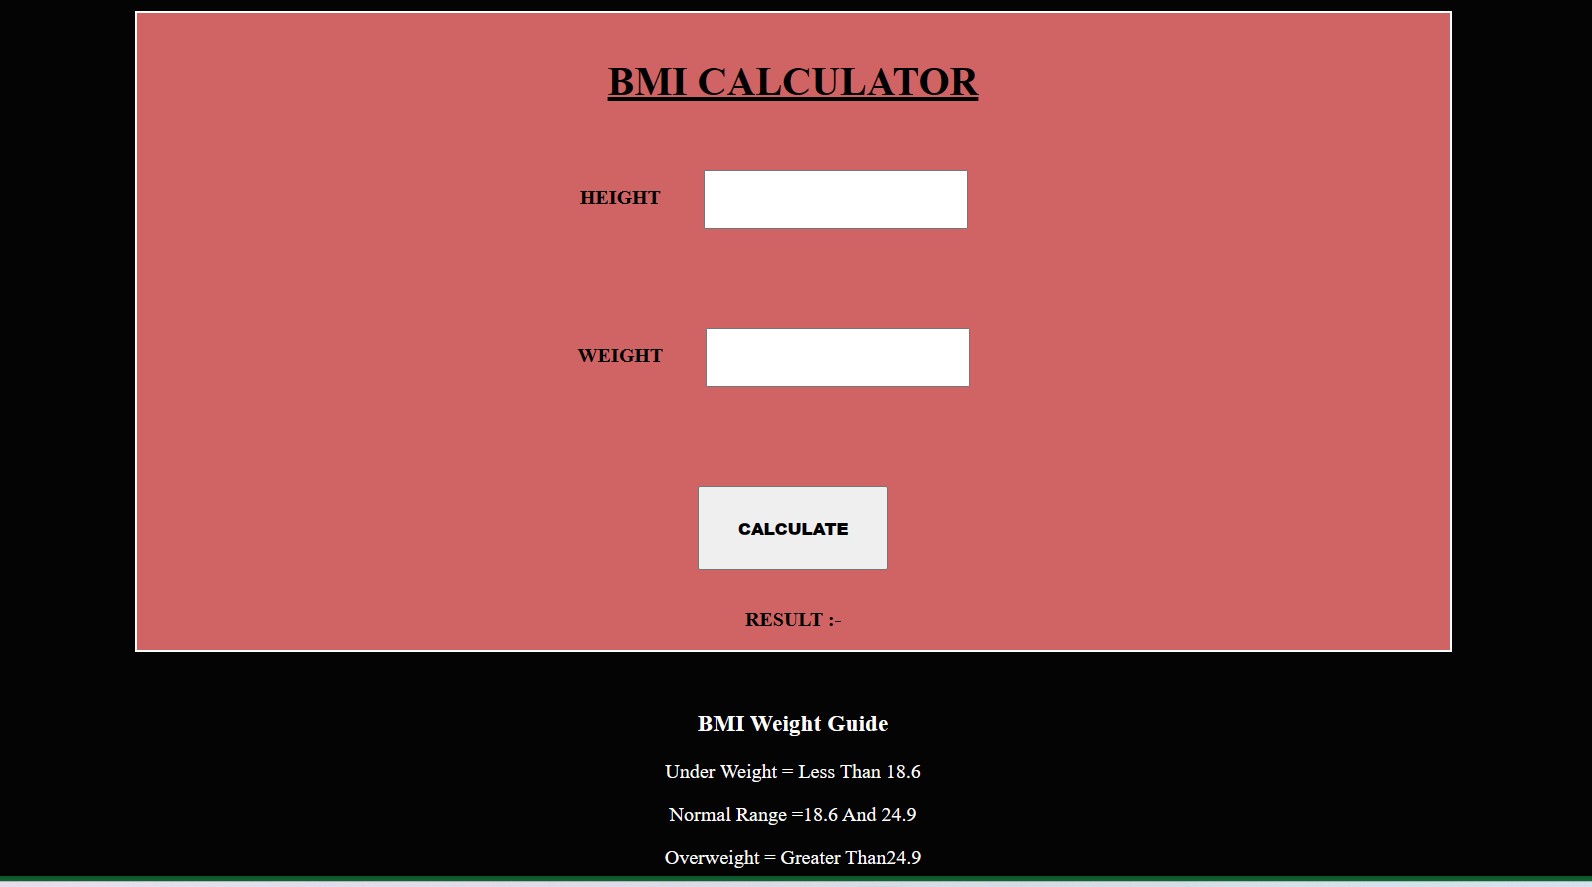 BMI CALCULATOR
HEIGHT
WEIGHT
CALCULATE
RESULT :-
BMI Weight Guide
Under Weight = Less Than 18.6
Normal Range =18.6 And 24.9
Overweight = Greater Than24.9